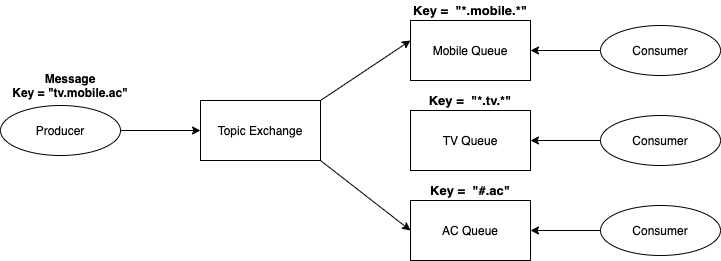 Key =  "*.mobile.*"
Mobile Queue
Consumer
Message
Key = "tv.mobile.ac"
Producer
Topic Exchange
Key =  "*.tv.*"
TV Queue
Consumer
Key =  "#.ac"
AC Queue
Consumer